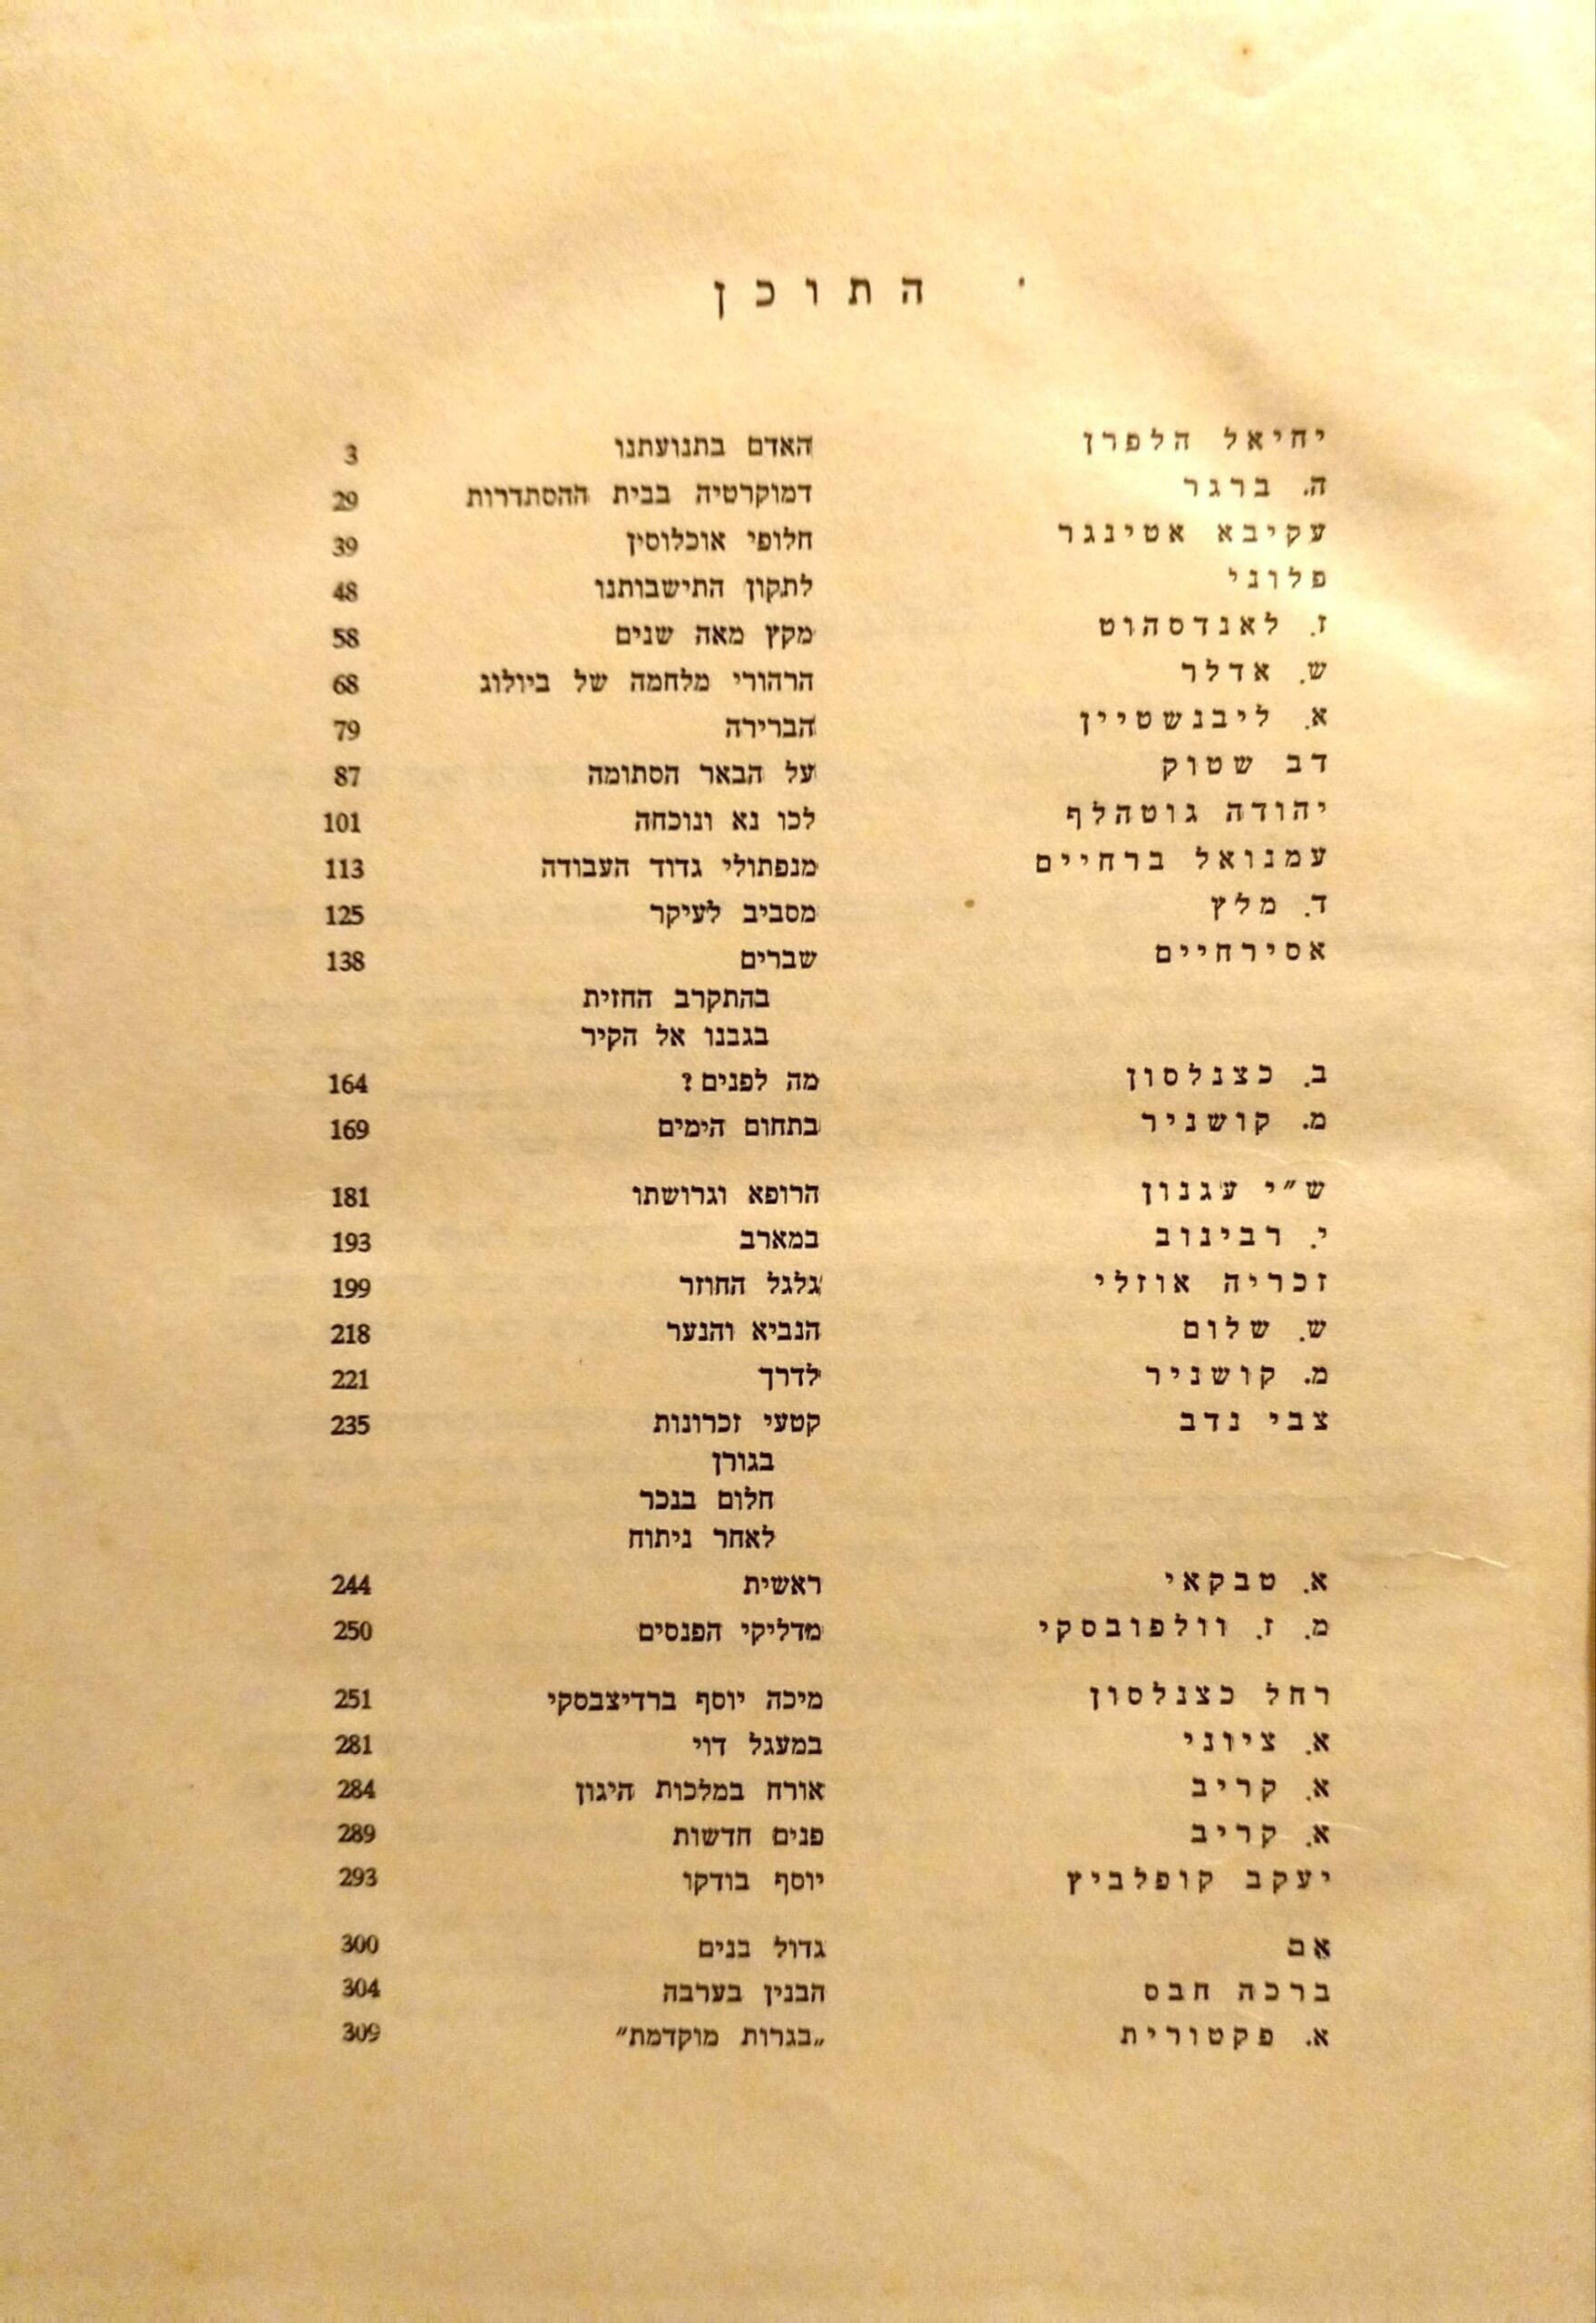 התוכן
יחיאל הלפרן האדם בתנועתנו 3
ה. ברגר דמוקרטיה בבית ההסתדרות 29
עקיבא אטינגר חלופי אוכלוסין 39
פלוני לתקון התישבותנו 48
ז. לאנדסהוט מקץ מאה שנים 58
ש. אדלר הרהורי מלחמה של ביולוג 68
א. ליבנשטיין הברירה 79
דב שטוק על הבאר הסתומה 87
יהודה גוטהלף לכו נא ונוכחה 101
עמנואל ברחיים מנפתולי גדוד העבודה 113
ד. מלץ מסביב לעיקר 125
אסירחיים שברים 138
בהתקרב החזית
בגבנו אל הקיר
ב. כצנלסון מה לפנים? 164
מ. קושניר בתחום הימים 169
ש״י עגנון הרופא וגרושתו 181
י. רבינוב במארב 193
זכריה אוזלי גלגל החוזר 199
ש. שלום הנביא והנער 218
מ. קושניר לדרך 221
צבי נדב קטעי זכרונות 235
בגורן
חלום בנכר
לאחר ניתוח
א. טבקאי ראשית 244
מ. ז. וולפובסקי מדליקי הפנסים 250
רחל כצנלסון מיכה יוסף ברדיצבסקי 251
א. ציוני במעגל דוי 281
א. קריב אורח במלכות היגון 284
א. קריב פנים חדשות 289
יעקב קופלביץ יוסף בודקו 293
אם גדול בנים 300
ברכה חבס הבנין בערבה 304
א. פקטורית „בגרות מוקדמת״ 309